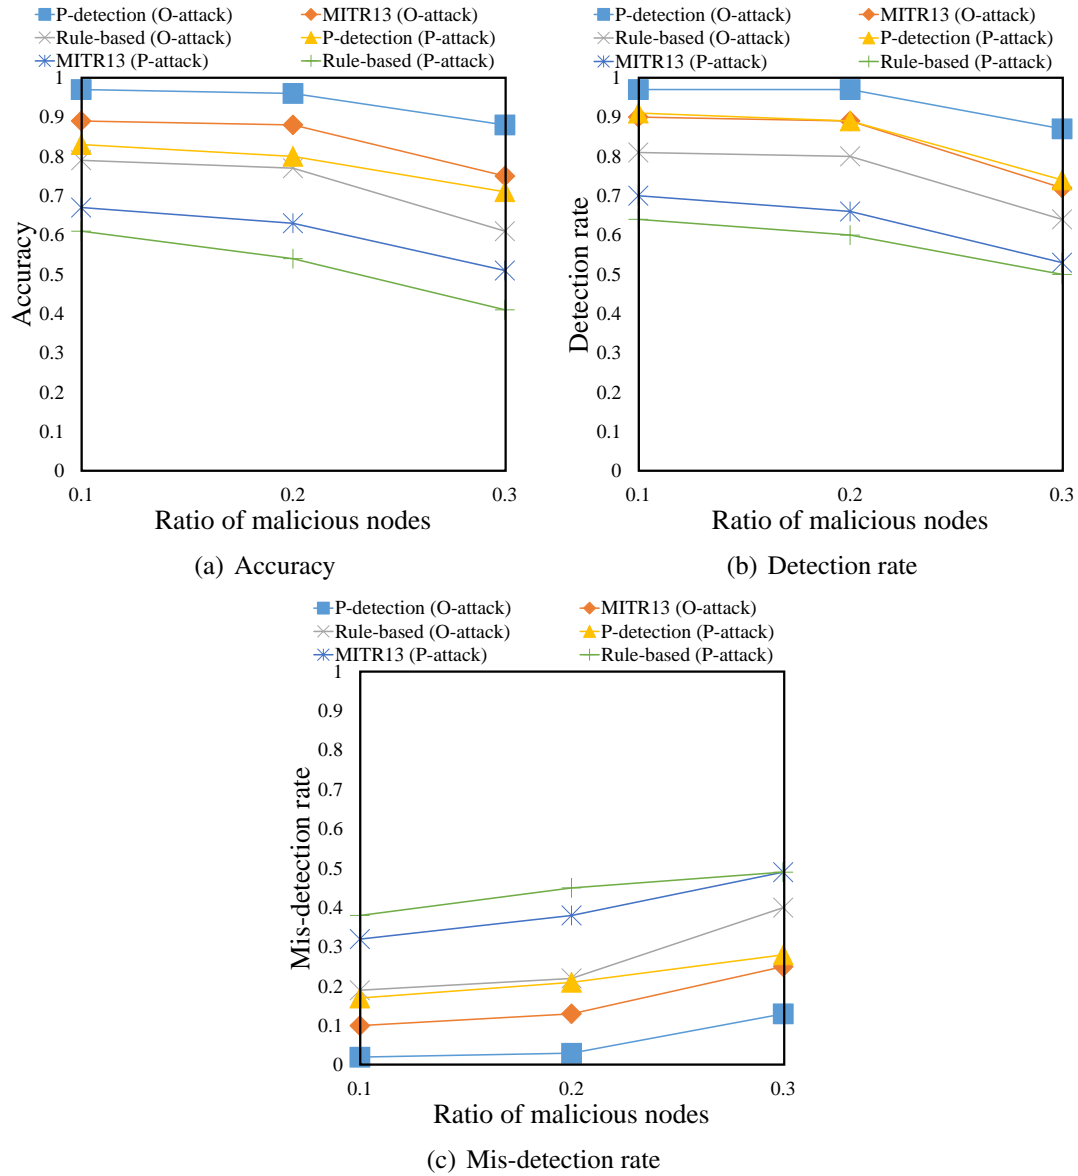 P-detection (O-attack) MITR13 (O-attack)
Rule-based (O-attack) P-detection (P-attack)
MITR13 (P-attack) Rule-based (P-attack)
1
0.9
0.8
0.7
0.6
0.5
0.4
0.3
0.2
0.1
0
Accuracy
0.1 0.2 0.3
Ratio of malicious nodes
(a) Accuracy
P-detection (O-attack) MITR13 (O-attack)
Rule-based (O-attack) P-detection (P-attack)
MITR13 (P-attack) Rule-based (P-attack)
1
0.9
0.8
0.7
0.6
0.5
0.4
0.3
0.2
0.1
0
Detection rate
0.1 0.2 0.3
Ratio of malicious nodes
(b) Detection rate
P-detection (O-attack) MITR13 (O-attack)
Rule-based (O-attack) P-detection (P-attack)
MITR13 (P-attack) Rule-based (P-attack)
1
0.9
0.8
0.7
0.6
0.5
0.4
0.3
0.2
0.1
0
Mis-detection rate
0.1 0.2 0.3
Ratio of malicious nodes
(c) Mis-detection rate